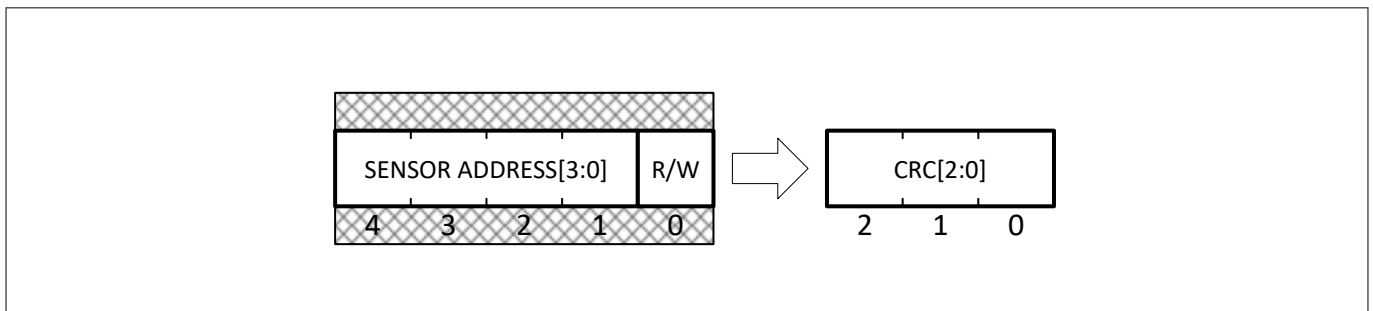 SENSOR ADDRESS[3:0] R/W CRC[2:0]
4 3 2 1 0 2 1 0